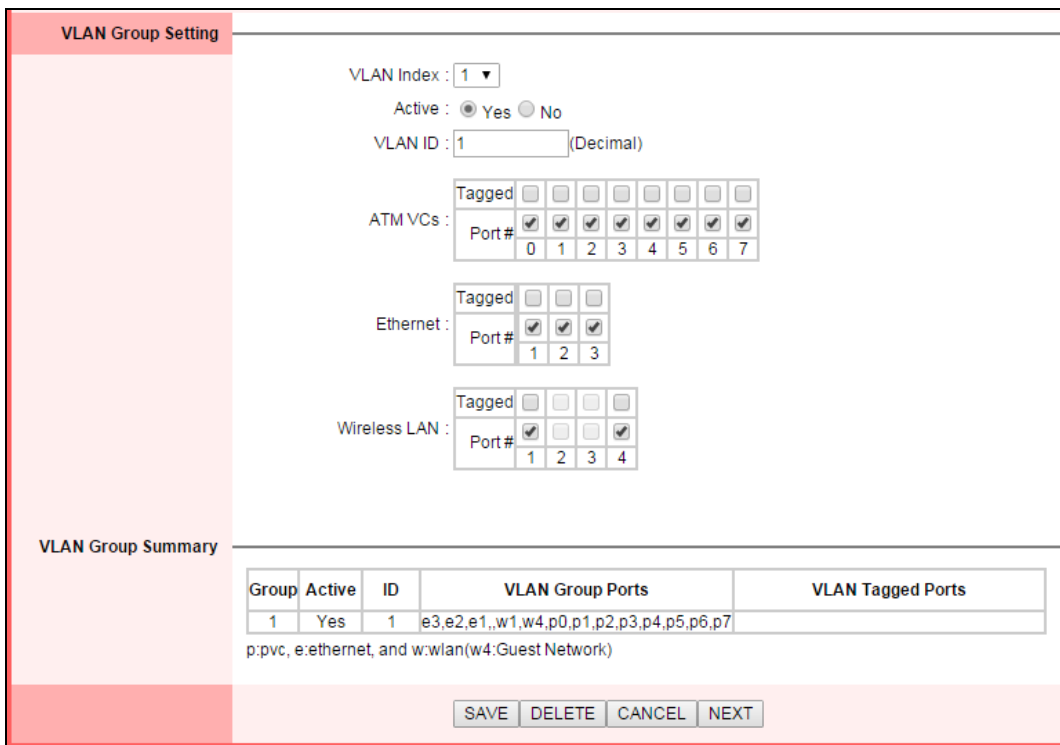 VLAN Group Setting
VLAN Index : 1
Active : Yes No
VLAN ID : 1 (Decimal)
Tagged
ATM VCs :
Port #
0 1 2 3 4 5 6 7
Tagged
Ethernet :
Port #
1 2 3
Tagged
Wireless LAN :
Port #
1 2 3 4
VLAN Group Summary
Group Active ID VLAN Group Ports VLAN Tagged Ports
1 Yes 1 e3,e2,e1,,w1,w4,p0,p1,p2,p3,p4,p5,p6,p7
p:pvc, e:ethernet, and w:wlan(w4:Guest Network)
SAVE DELETE CANCEL NEXT